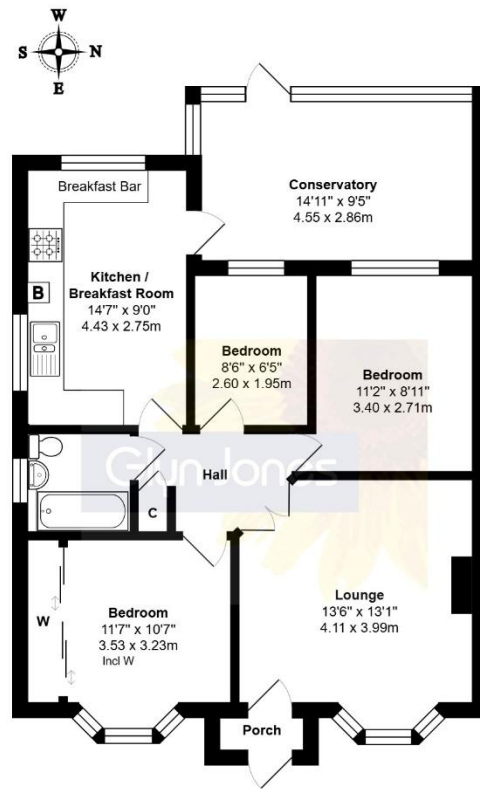 W
S N
E
Breakfast Bar
Conservatory
14'11" x 9'5"
4.55 x 2.86m
Kitchen /
Breakfast Room
14'7" x 9'0"
4.43 x 2.75m
B
Bedroom
8'6" x 6'5"
2.60 x 1.95m
Bedroom
11'2" x 8'11"
3.40 x 2.71m
Glyn Jones
Hall
C
W
Bedroom
11'7" x 10'7"
3.53 x 3.23m
Incl W
Lounge
13'6" x 13'1"
4.11 x 3.99m
Porch